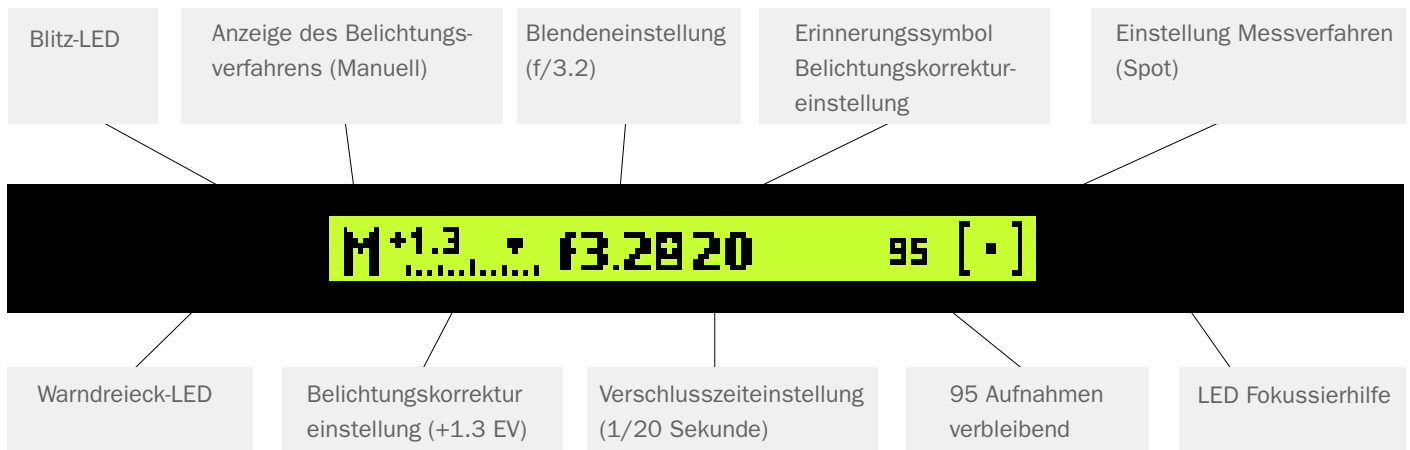 Blitz-LED
Anzeige des Belichtungs-
verfahrens (Manuell)
Blendeneinstellung
(f/3.2)
Erinnerungssymbol
Belichtungskorrektur-
einstellung
Einstellung Messverfahren
(Spot)
M +1.3 f3.2 20 95 [·]
Warndreieck-LED
Belichtungskorrektur
einstellung (+1.3 EV)
Verschlusszeiteinstellung
(1/20 Sekunde)
95 Aufnahmen
verbleibend
LED Fokussierhilfe